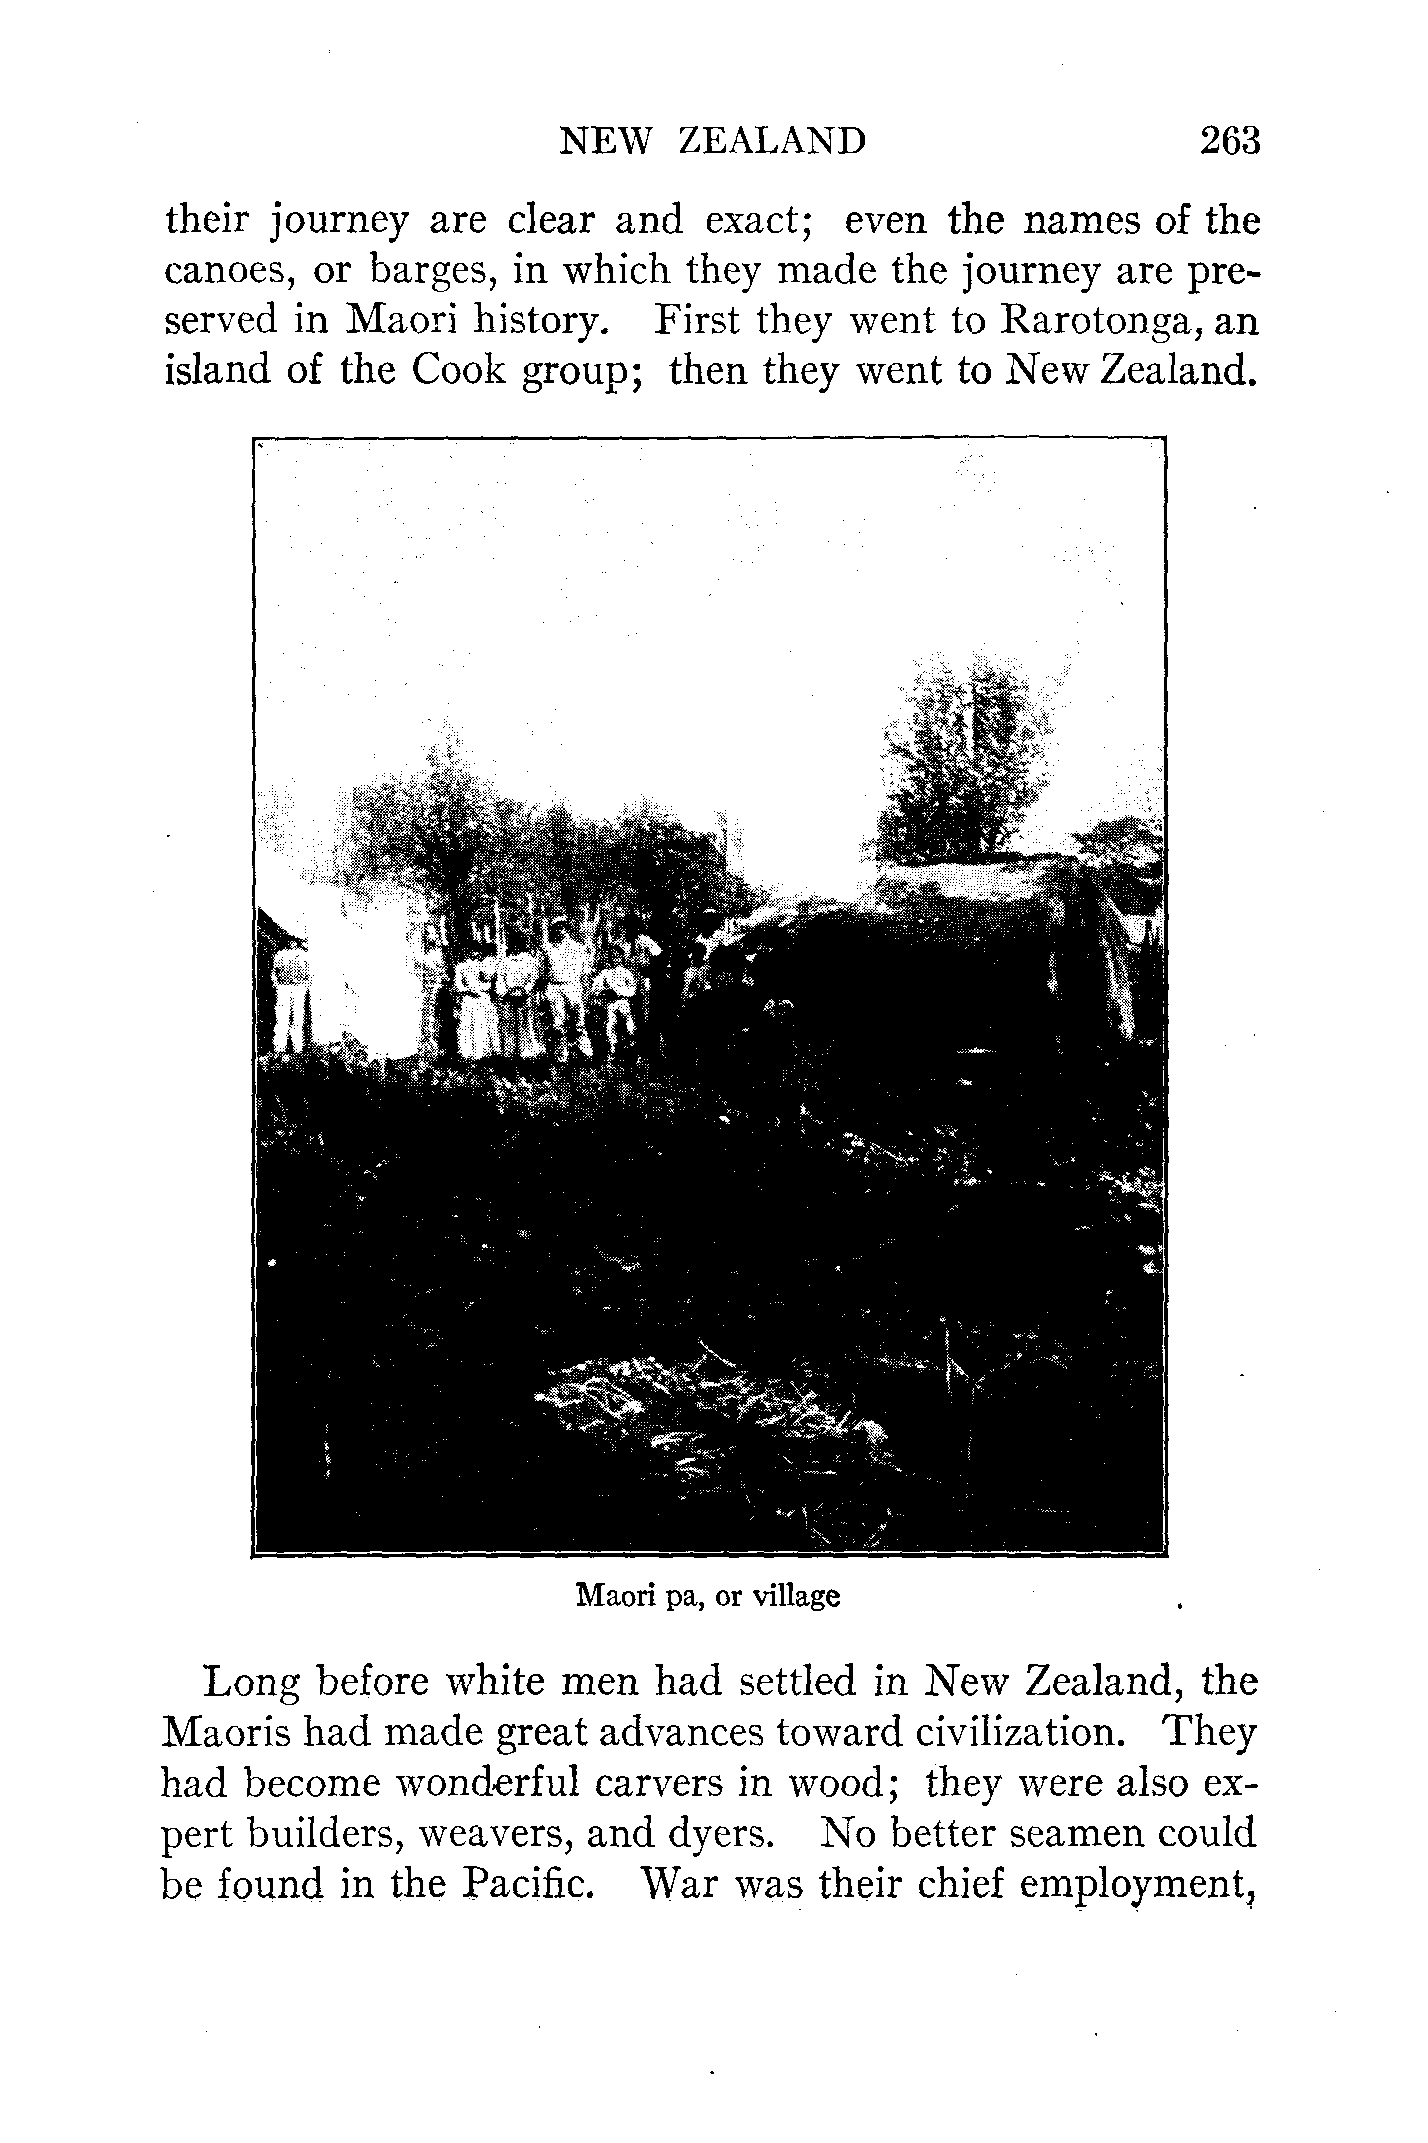 NEW ZEALAND 263
their journey are clear and exact; even the names of the
canoes, or barges, in which they made the journey are pre-
served in Maori history. First they went to Rarotonga, an
island of the Cook group; then they went to New Zealand.
Maori pa, or village
Long before white men had settled in New Zealand, the
Maoris had made great advances toward civilization. They
had become wonderful carvers in wood; they were also ex-
pert builders, weavers, and dyers. No better seamen could
be found in the Pacific. War was their chief employment,